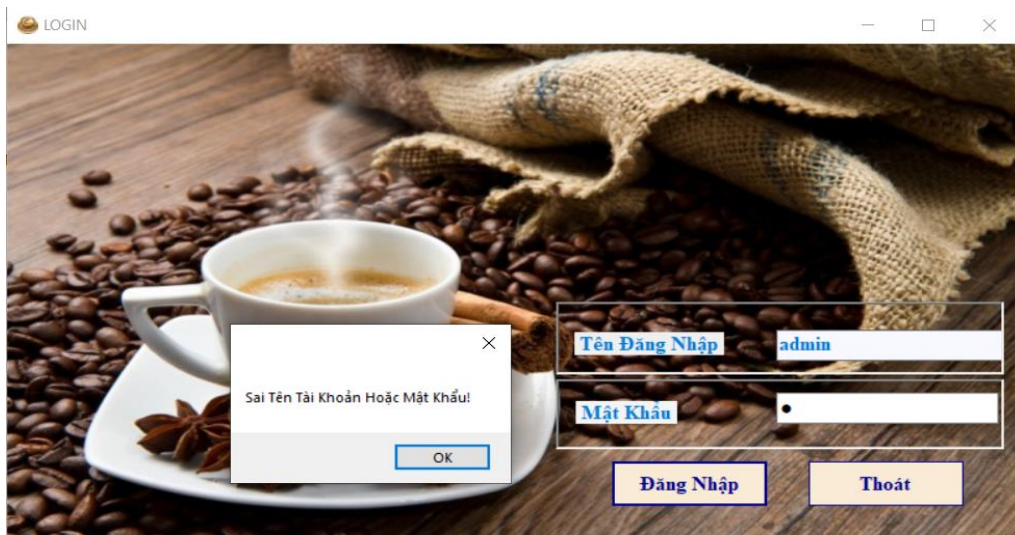 LOGIN
Tên Đăng Nhập admin
Sai Tên Tài Khoản Hoặc Mật Khẩu!
Mật Khẩu ●
OK
Đăng Nhập Thoát